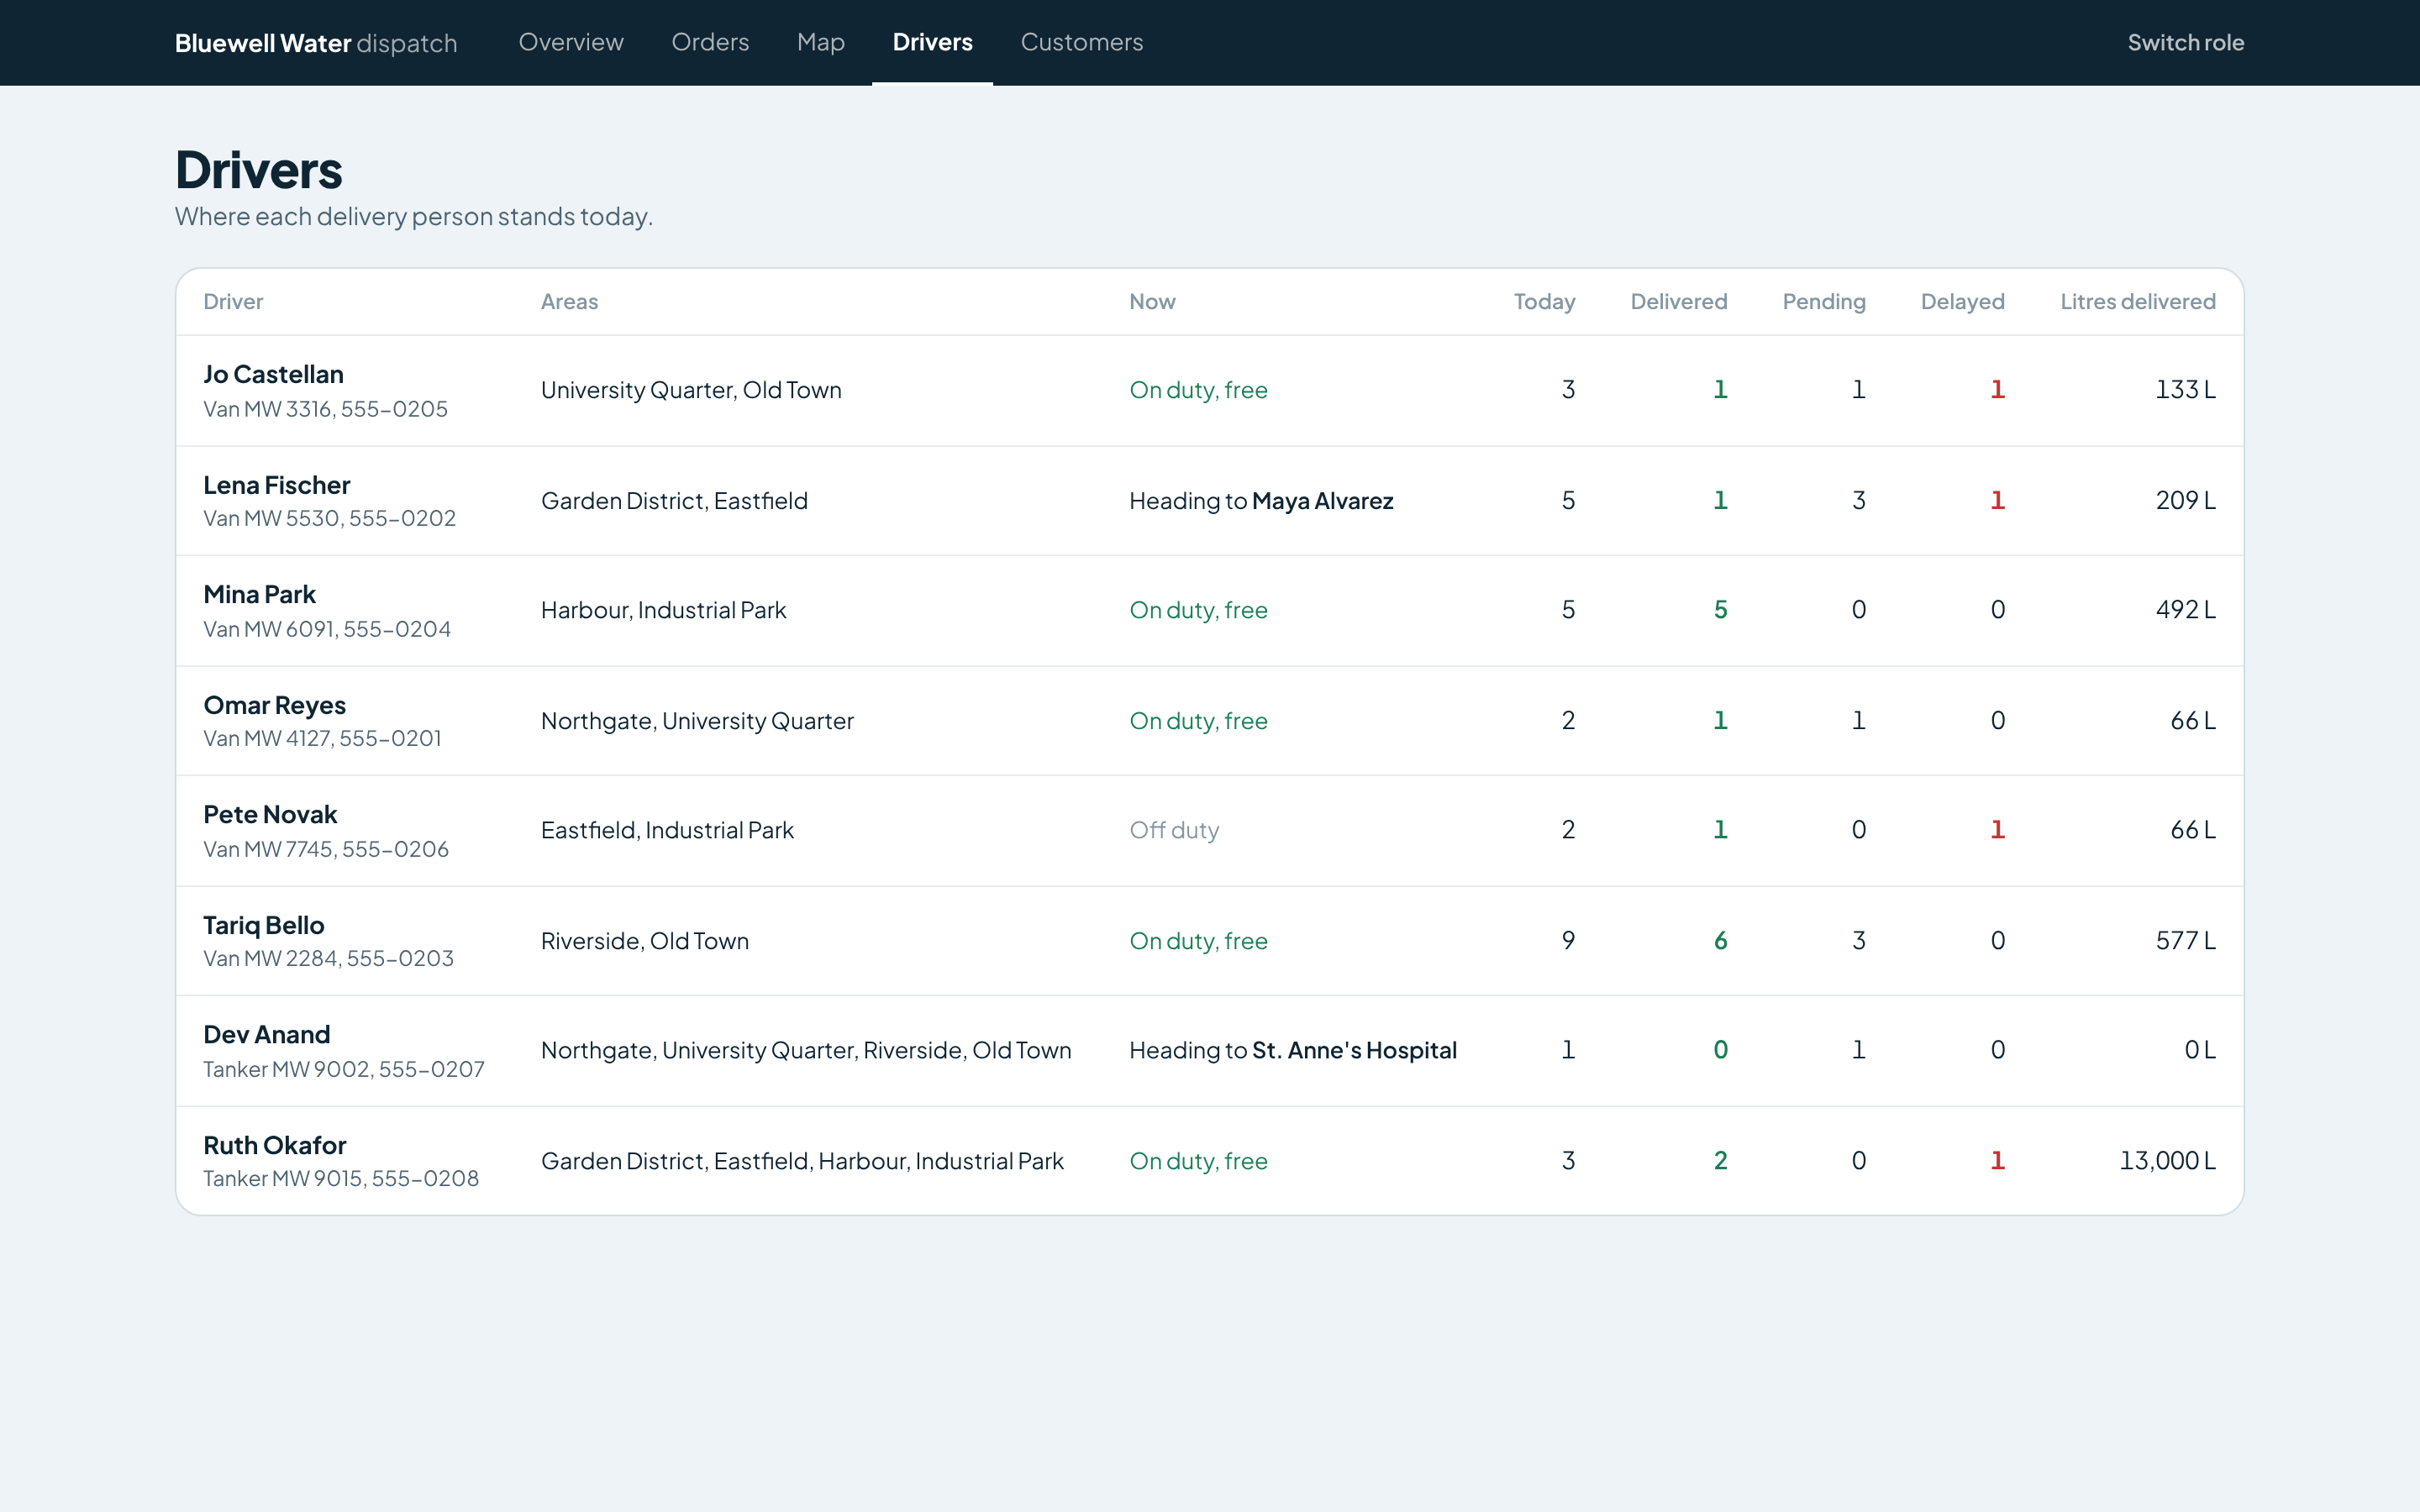 Bluewell Water dispatch Overview Orders Map Drivers Customers Switch role
Drivers
Where each delivery person stands today.
Driver Areas Now Today Delivered Pending Delayed Litres delivered
Jo Castellan
Van MW 3316, 555-0205
University Quarter, Old Town On duty, free 3 1 1 1 133 L
Lena Fischer
Van MW 5530, 555-0202
Garden District, Eastfield Heading to Maya Alvarez 5 1 3 1 209 L
Mina Park
Van MW 6091, 555-0204
Harbour, Industrial Park On duty, free 5 5 0 0 492 L
Omar Reyes
Van MW 4127, 555-0201
Northgate, University Quarter On duty, free 2 1 1 0 66 L
Pete Novak
Van MW 7745, 555-0206
Eastfield, Industrial Park Off duty 2 1 0 1 66 L
Tariq Bello
Van MW 2284, 555-0203
Riverside, Old Town On duty, free 9 6 3 0 577 L
Dev Anand
Tanker MW 9002, 555-0207
Northgate, University Quarter, Riverside, Old Town Heading to St. Anne's Hospital 1 0 1 0 0 L
Ruth Okafor
Tanker MW 9015, 555-0208
Garden District, Eastfield, Harbour, Industrial Park On duty, free 3 2 0 1 13,000 L